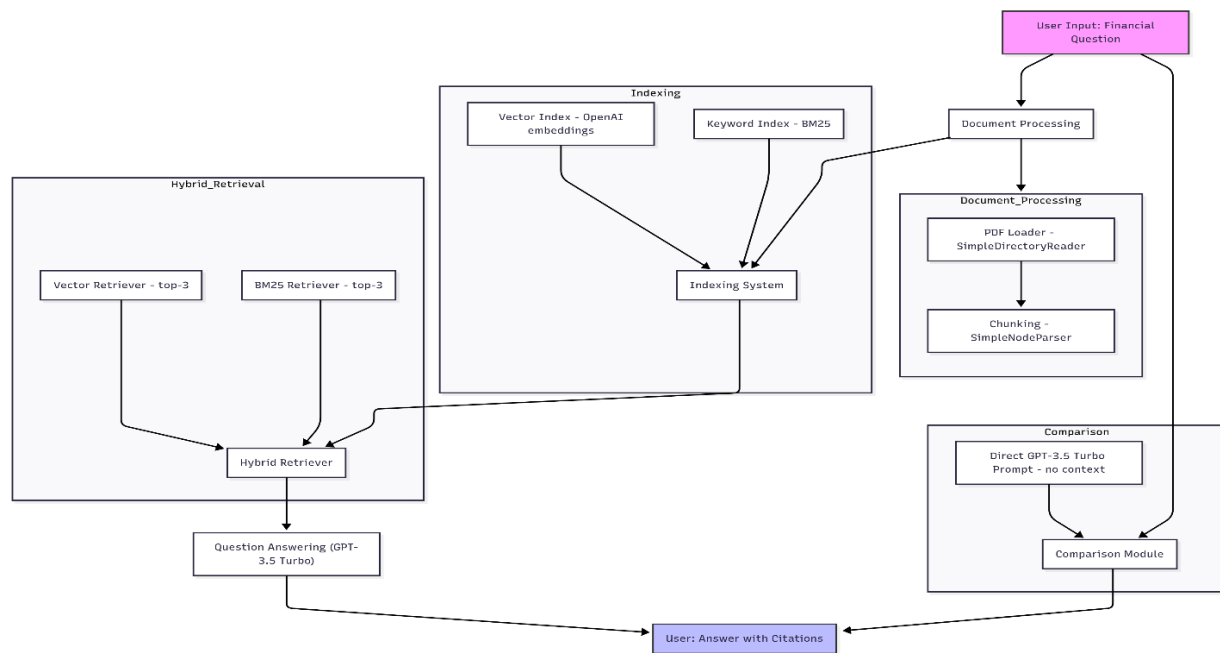 User Input: Financial
Question
Indexing
Vector Index - OpenAI
embeddings
Keyword Index - BM25
Document Processing
Hybrid_Retrieval
Document_Processing
PDF Loader -
SimpleDirectoryReader
Vector Retriever - top-3
BM25 Retriever - top-3
Indexing System
Chunking -
SimpleNodeParser
Comparison
Direct GPT-3.5 Turbo
Prompt - no context
Hybrid Retriever
Question Answering (GPT-
3.5 Turbo)
Comparison Module
User: Answer with Citations